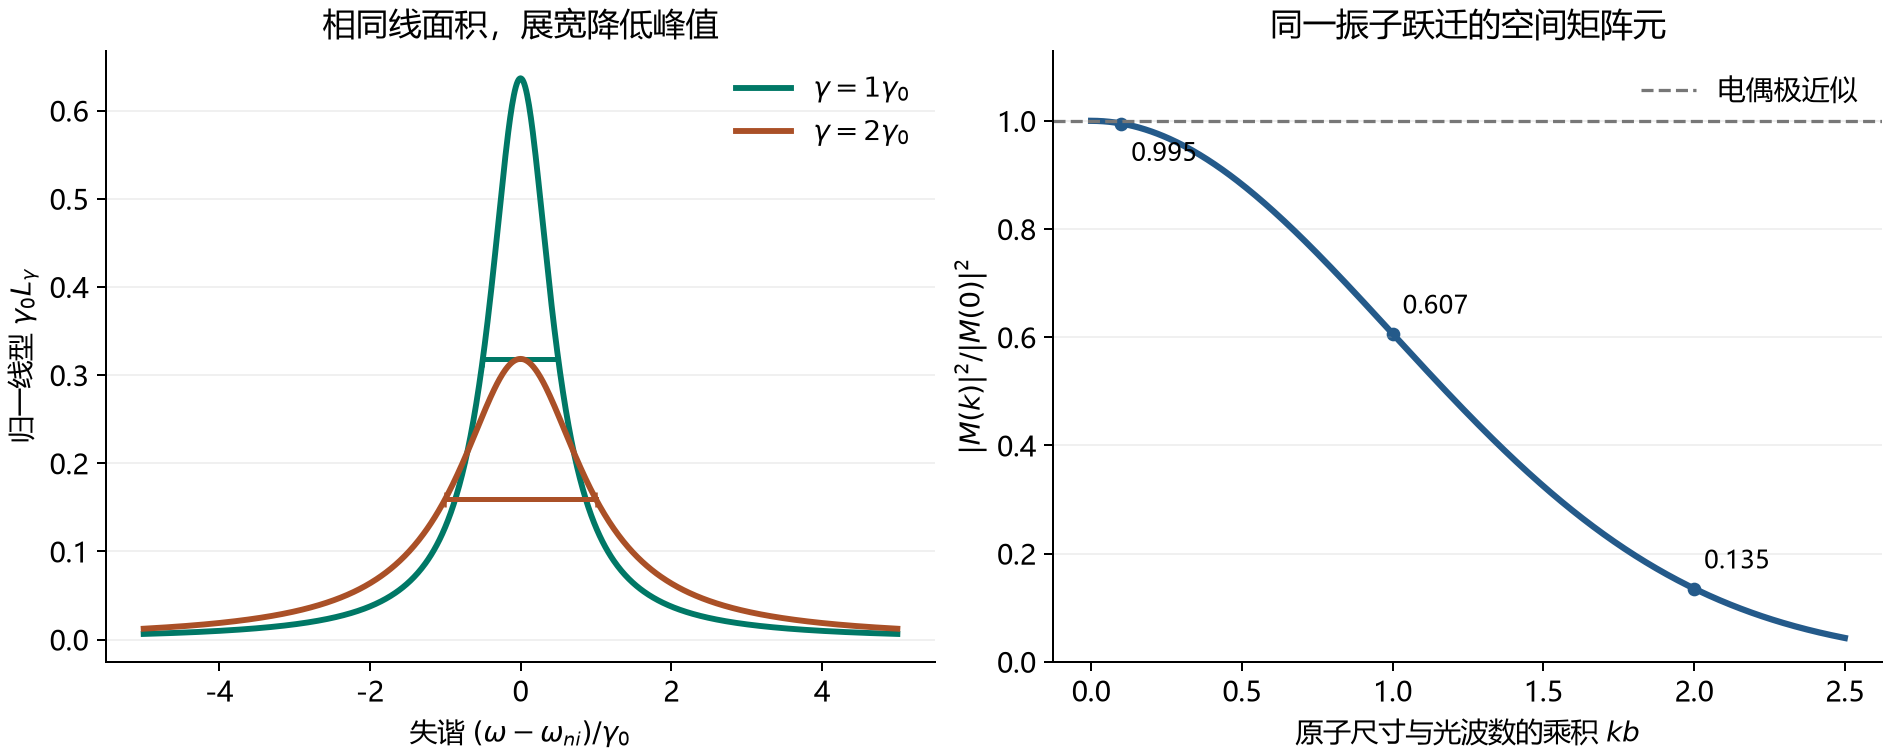 相同线面积，展宽降低峰值
γ = 1γ₀
γ = 2γ₀
归一线型 γ₀Lᵧ
0.6
0.5
0.4
0.3
0.2
0.1
0.0
-4 -2 0 2 4
失谐 (ω − ωₙᵢ)/γ₀
同一振子跃迁的空间矩阵元
电偶极近似
|M(k)|²/|M(0)|²
1.0
0.8
0.6
0.4
0.2
0.0
0.995
0.607
0.135
0.0 0.5 1.0 1.5 2.0 2.5
原子尺寸与光波数的乘积 kb